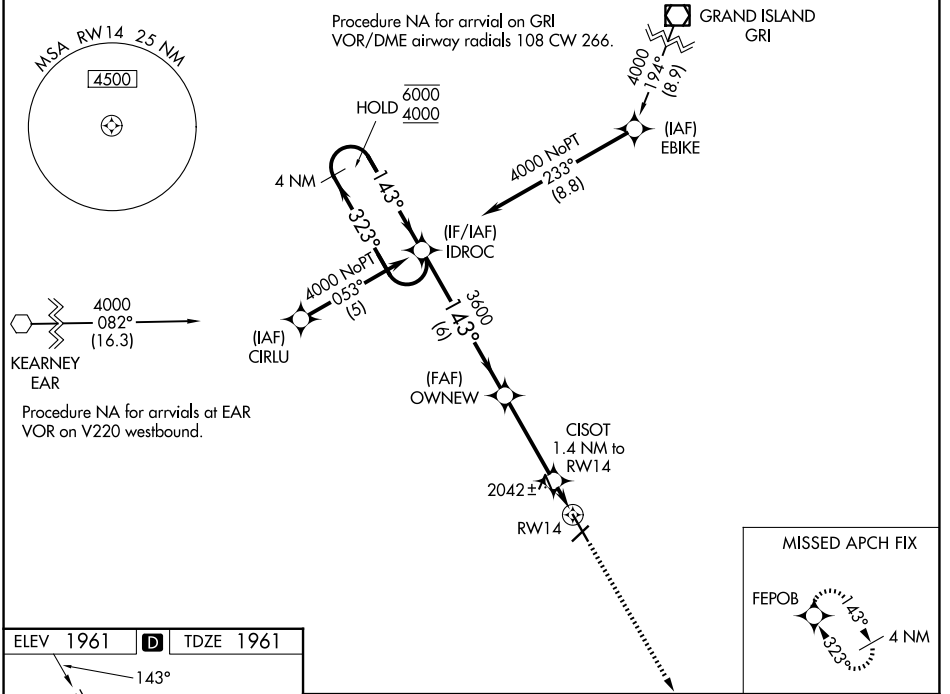 MSA RW14 25 NM
4500
Procedure NA for arrvial on GRI
VOR/DME airway radials 108 CW 266.
GRAND ISLAND
GRI
4000
194°
(8.9)
HOLD 6000
4000
(IAF)
EBIKE
4 NM
143°
323°
4000 NoPT
233°
(8.8)
(IF/IAF)
IDROC
4000 NoPT
053°
(5)
(IAF)
CIRLU
4000
082°
(16.3)
KEARNEY
EAR
Procedure NA for arrvials at EAR
VOR on V220 westbound.
3600
143°
(6)
(FAF)
OWNEW
CISOT
1.4 NM to
RW14
2042±
RW14
MISSED APCH FIX
FEPOB
143°
323°
4 NM
ELEV 1961 D TDZE 1961
143°